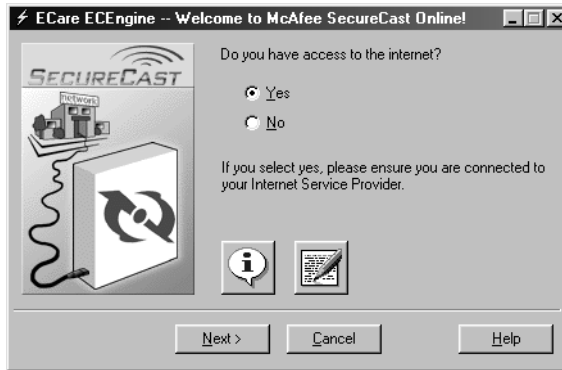 ECare ECEngine -- Welcome to McAfee SecureCast Online!
SECURECAST
network
Do you have access to the internet?
Yes
No
If you select yes, please ensure you are connected to
your Internet Service Provider.
Next >
Cancel
Help